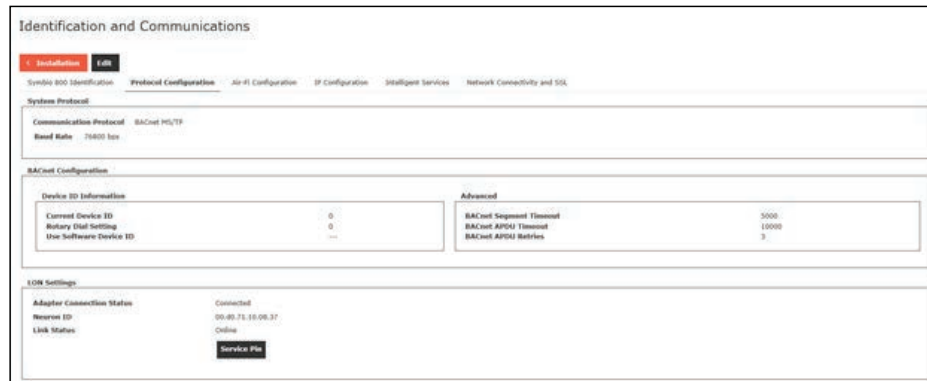 Identification and Communications
< Installation Edit
Symbio 800 Identification Protocol Configuration Air-Fi Configuration IP Configuration Intelligent Services Network Connectivity and SSL
System Protocol
Communication Protocol BACnet MS/TP
Baud Rate 76800 bps
BACnet Configuration
Device ID Information
Current Device ID 0
Rotary Dial Setting 0
Use Software Device ID ---
Advanced
BACnet Segment Timeout 5000
BACnet APDU Timeout 10000
BACnet APDU Retries 3
LON Settings
Adapter Connection Status Connected
Neuron ID
Link Status Online
Service Pin